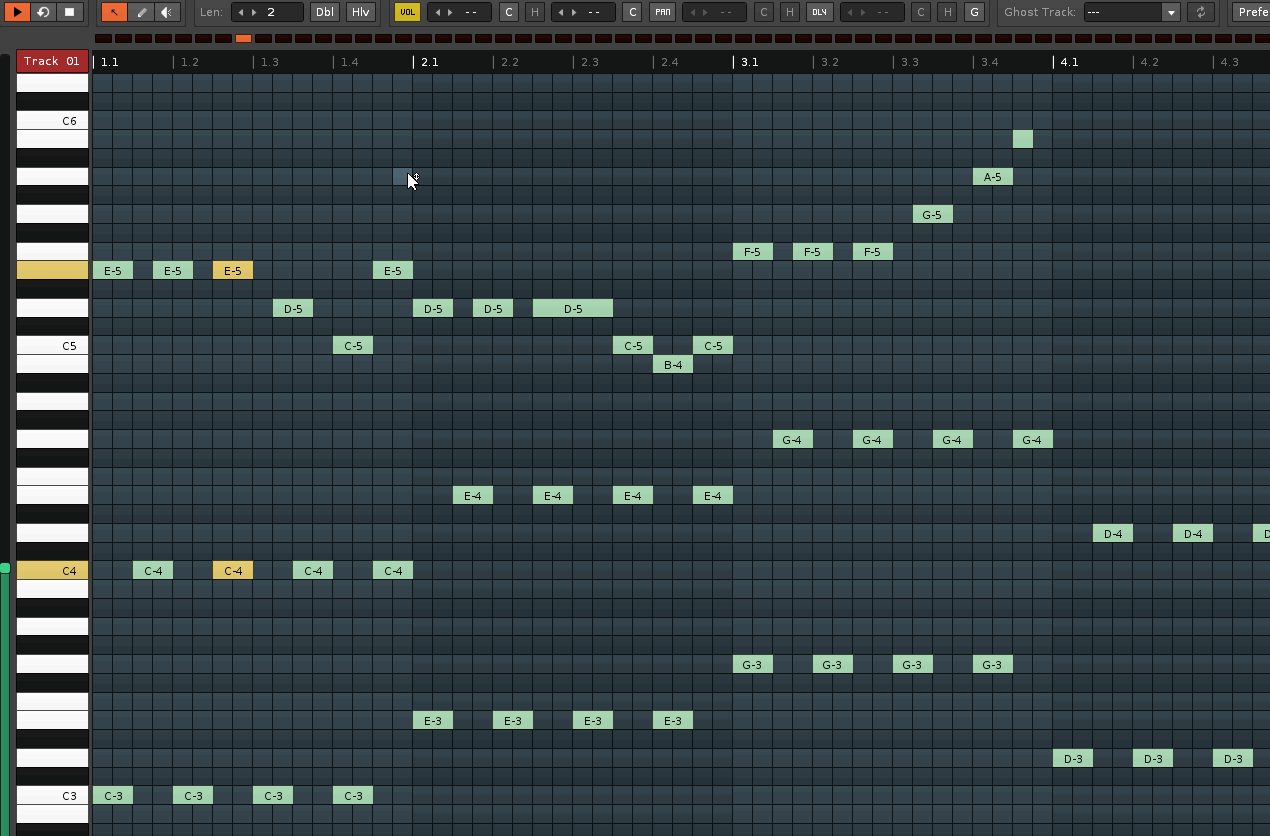 Len: 2 Dbl Hlv VOL -- C H -- C PAN -- C H DLY -- C H G Ghost Track: --- Prefe
Track 01 1.1 1.2 1.3 1.4 2.1 2.2 2.3 2.4 3.1 3.2 3.3 3.4 4.1 4.2 4.3
C6
A-5
G-5
F-5 F-5 F-5
E-5 E-5 E-5 E-5
D-5 D-5 D-5 D-5
C5 C-5 C-5 C-5
B-4
G-4 G-4 G-4 G-4
E-4 E-4 E-4 E-4
D-4 D-4 D
C4 C-4 C-4 C-4 C-4
G-3 G-3 G-3 G-3
E-3 E-3 E-3 E-3
D-3 D-3 D-3
C3 C-3 C-3 C-3 C-3